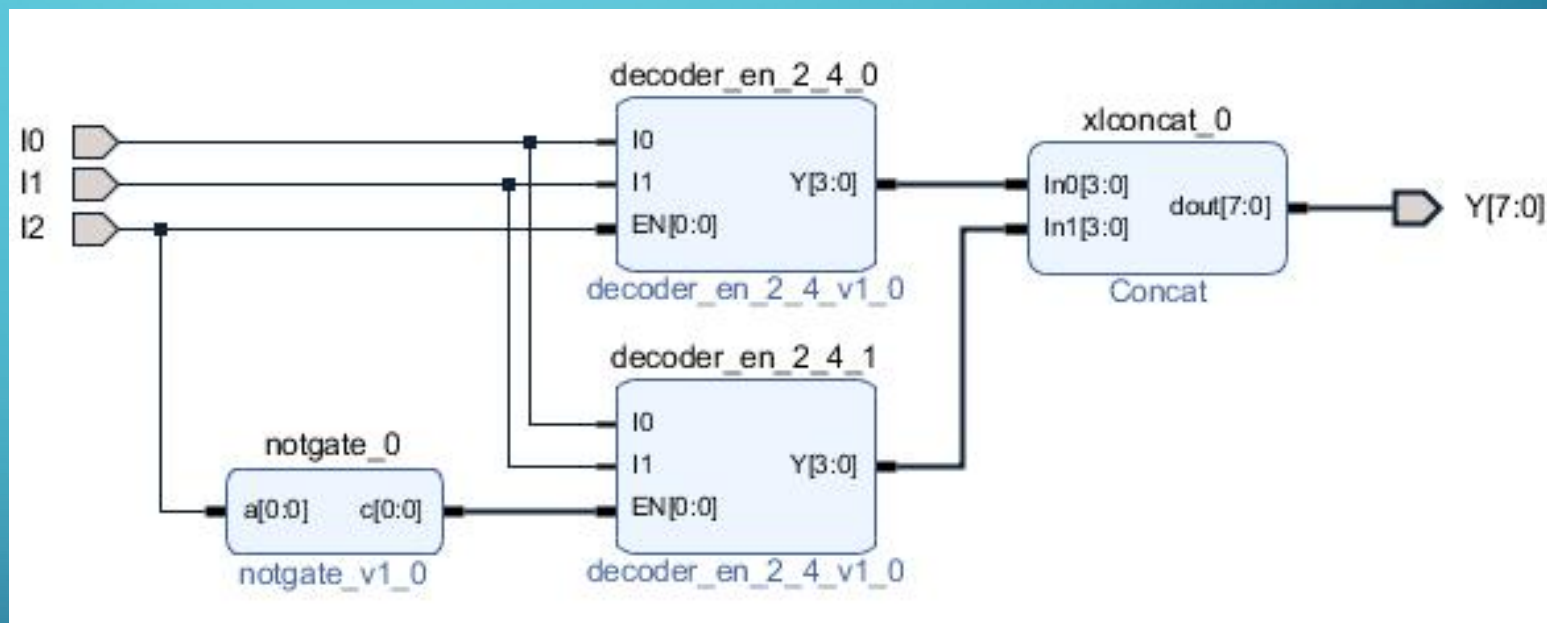 I0
I1
I2
decoder_en_2_4_0
I0
I1
EN[0:0]
Y[3:0]
decoder_en_2_4_v1_0
xlconcat_0
In0[3:0]
In1[3:0]
dout[7:0]
Concat
Y[7:0]
decoder_en_2_4_1
I0
I1
EN[0:0]
Y[3:0]
decoder_en_2_4_v1_0
notgate_0
a[0:0] c[0:0]
notgate_v1_0